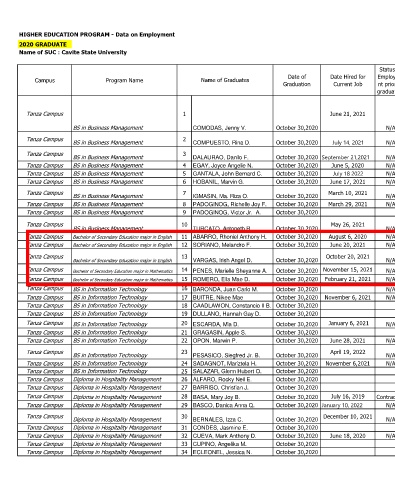 HIGHER EDUCATION PROGRAM - Data on Employment
2020 GRADUATE
Name of SUC : Cavite State University
Campus Program Name Name of Graduates Date of Graduation Date Hired for Current Job Status Employ nt prio gradua
Tanza Campus BS in Business Management 1 COMODAS, Jenny V. October 30,2020 June 21, 2021 N/A
Tanza Campus BS in Business Management 2 COMPUESTO, Rina D. October 30,2020 July 14, 2021 N/A
Tanza Campus BS in Business Management 3 DALAURAO, Danilo F. October 30,2020 September 21,2021 N/A
Tanza Campus BS in Business Management 4 EGAY, Joyce Angelie N. October 30,2020 June 5, 2020 N/A
Tanza Campus BS in Business Management 5 CANTALA, John Bernard C. October 30,2020 July 18 2022 N/A
Tanza Campus BS in Business Management 6 HOBANIL, Marvin G. October 30,2020 June 17, 2021 N/A
Tanza Campus BS in Business Management 7 KIMASIN, Ma. Riza O. October 30,2020 March 10, 2021 N/A
Tanza Campus BS in Business Management 8 PADOGINOG, Richelle Joy F. October 30,2020 March 29, 2021 N/A
Tanza Campus BS in Business Management 9 PADOGINOG, Victor Jr. A. October 30,2020
Tanza Campus BS in Business Management 10 October 30,2020 May 26, 2021 N/A
Tanza Campus Bachelor of Secondary Education major in English 11 ABARRO, Rhoniel Anthony H. October 30,2020 August 6, 2020 N/A
Tanza Campus Bachelor of Secondary Education major in English 12 SORIANO, Melandro F. October 30,2020 June 20, 2021 N/A
Tanza Campus Bachelor of Secondary Education major in English 13 VARGAS, Irish Angel D. October 30,2020 October 20, 2021 N/A
Tanza Campus Bachelor of Secondary Education major in Mathematics 14 PENES, Marielle Sheyanne A. October 30,2020 November 15, 2021 N/A
Tanza Campus Bachelor of Secondary Education major in Mathematics 15 ROMERO, Ella Mae D. October 30,2020 February 21, 2021 N/A
Tanza Campus BS in Information Technology 16 BARONDA, Juan Carlo M. October 30,2020
Tanza Campus BS in Information Technology 17 BUITRE, Nikee Mae October 30,2020 November 6, 2021 N/A
Tanza Campus BS in Information Technology 18 CAADLAWON, Constancio II B. October 30,2020
Tanza Campus BS in Information Technology 19 DULLANO, Hannah Gay D. October 30,2020
Tanza Campus BS in Information Technology 20 ESCARDA, Mia D. October 30,2020 January 6, 2021 N/A
Tanza Campus BS in Information Technology 21 GRAGASIN, Apple S. October 30,2020
Tanza Campus BS in Information Technology 22 OPON, Marwin P. October 30,2020 June 28, 2021 N/A
Tanza Campus BS in Information Technology 23 PESASICO, Siegfred Jr. B. October 30,2020 April 19, 2022 N/A
Tanza Campus BS in Information Technology 24 SADAGNOT, Mariziela H. October 30,2020 November 6,2021 N/A
Tanza Campus BS in Information Technology 25 SALAZAR, Glenn Hubert O. October 30,2020
Tanza Campus Diploma in Hospitality Management 26 ALFARO, Rosky Neil E. October 30,2020
Tanza Campus Diploma in Hospitality Management 27 BARRISO, Christian J. October 30,2020
Tanza Campus Diploma in Hospitality Management 28 BASA, Mary Joy B. October 30,2020 July 16, 2019 Contrac
Tanza Campus Diploma in Hospitality Management 29 BASCO, Danica Anna Q. October 30,2020 January 10, 2022 N/A
Tanza Campus Diploma in Hospitality Management 30 BERNALES, Izza C. October 30,2020 December 10, 2021 N/A
Tanza Campus Diploma in Hospitality Management 31 CONDES, Jasmine E. October 30,2020
Tanza Campus Diploma in Hospitality Management 32 CUEVA, Mark Anthony D. October 30,2020 June 18, 2020 N/A
Tanza Campus Diploma in Hospitality Management 33 CUPINO, Angelika M. October 30,2020
Tanza Campus Diploma in Hospitality Management 34 ECLEONEL, Jessica N. October 30,2020